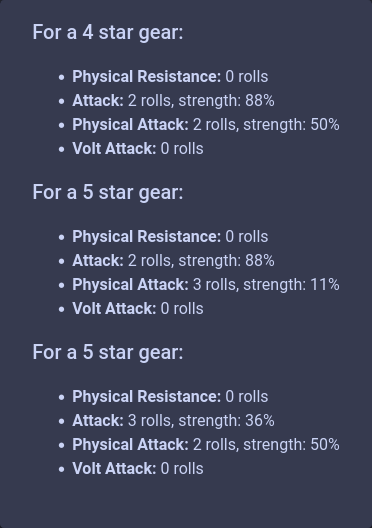 For a 4 star gear:
• Physical Resistance: 0 rolls
• Attack: 2 rolls, strength: 88%
• Physical Attack: 2 rolls, strength: 50%
• Volt Attack: 0 rolls
For a 5 star gear:
• Physical Resistance: 0 rolls
• Attack: 2 rolls, strength: 88%
• Physical Attack: 3 rolls, strength: 11%
• Volt Attack: 0 rolls
For a 5 star gear:
• Physical Resistance: 0 rolls
• Attack: 3 rolls, strength: 36%
• Physical Attack: 2 rolls, strength: 50%
• Volt Attack: 0 rolls